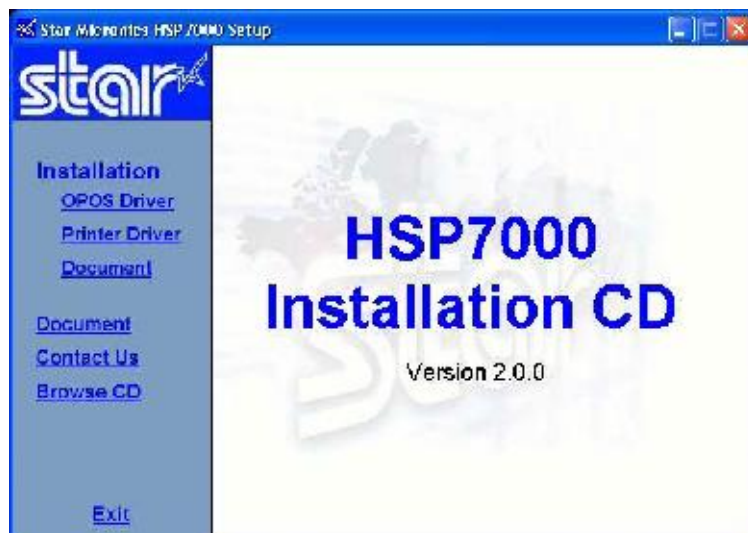 Star Micronics HSP7000 Setup
star
Installation
OPOS Driver
Printer Driver
Document
Document
Contact Us
Browse CD
Exit
HSP7000
Installation CD
Version 2.0.0